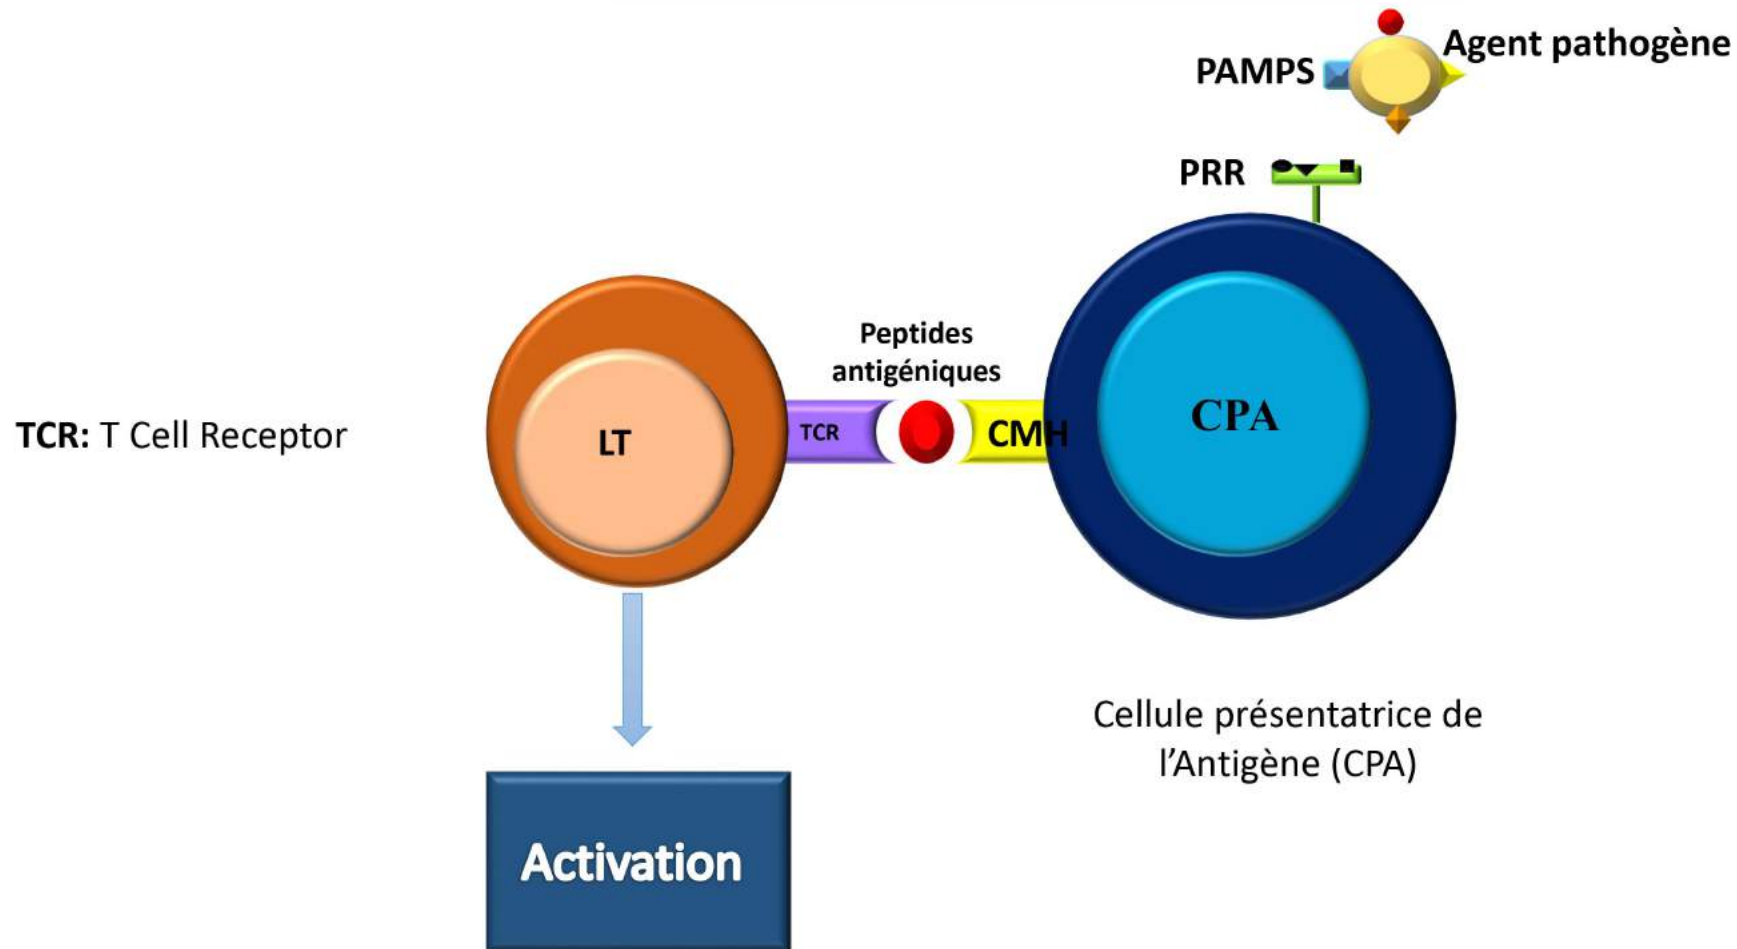 Agent pathogène
PAMPS
PRR
Peptides
antigéniques
TCR: T Cell Receptor
LT
TCR
CMH
CPA
Cellule présentatrice de
l'Antigène (CPA)
Activation